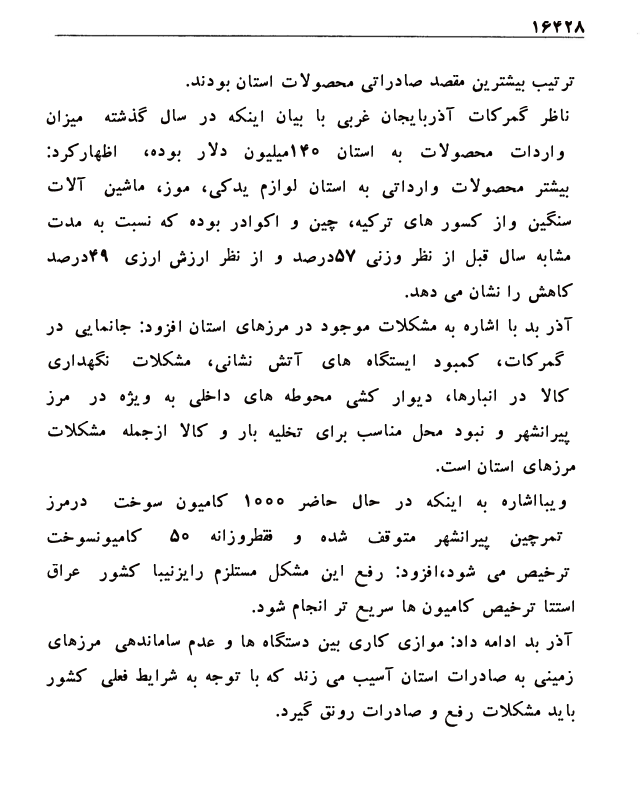 ۱۶۴۲۸
ترتیب بیشترین مقصد صادراتی محصولات استان بودند.
ناظر گمرکات آذربایجان غربی با بیان اینکه در سال گذشته میزان
واردات محصولات به استان ۱۴۰میلیون دلار بوده، اظهارکرد:
بیشتر محصولات وارداتی به استان لوازم یدکی، موز، ماشین آلات
سنگین واز کسور های ترکیه، چین و اکوادر بوده که نسبت به مدت
مشابه سال قبل از نظر وزنی ۵۷درصد و از نظر ارزش ارزی ۴۹درصد
کاهش را نشان می دهد.
آذر بد با اشاره به مشکلات موجود در مرزهای استان افزود: جانمایی در
گمرکات، کمبود ایستگاه های آتش نشانی، مشکلات نگهداری
کالا در انبارها، دیوار کشی محوطه های داخلی به ویژه در مرز
پیرانشهر و نبود محل مناسب برای تخلیه بار و کالا ازجمله مشکلات
مرزهای استان است.
ویبااشاره به اینکه در حال حاضر ۱۰۰۰ کامیون سوخت درمرز
تمرچین پیرانشهر متوقف شده و فقطروزانه ۵۰ کامیونسوخت
ترخیص می شود،افزود: رفع این مشکل مستلزم رایزنیبا کشور عراق
استتا ترخیص کامیون ها سریع تر انجام شود.
آذر بد ادامه داد: موازی کاری بین دستگاه ها و عدم ساماندهی مرزهای
زمینی به صادرات استان آسیب می زند که با توجه به شرایط فعلی کشور
باید مشکلات رفع و صادرات رونق گیرد.